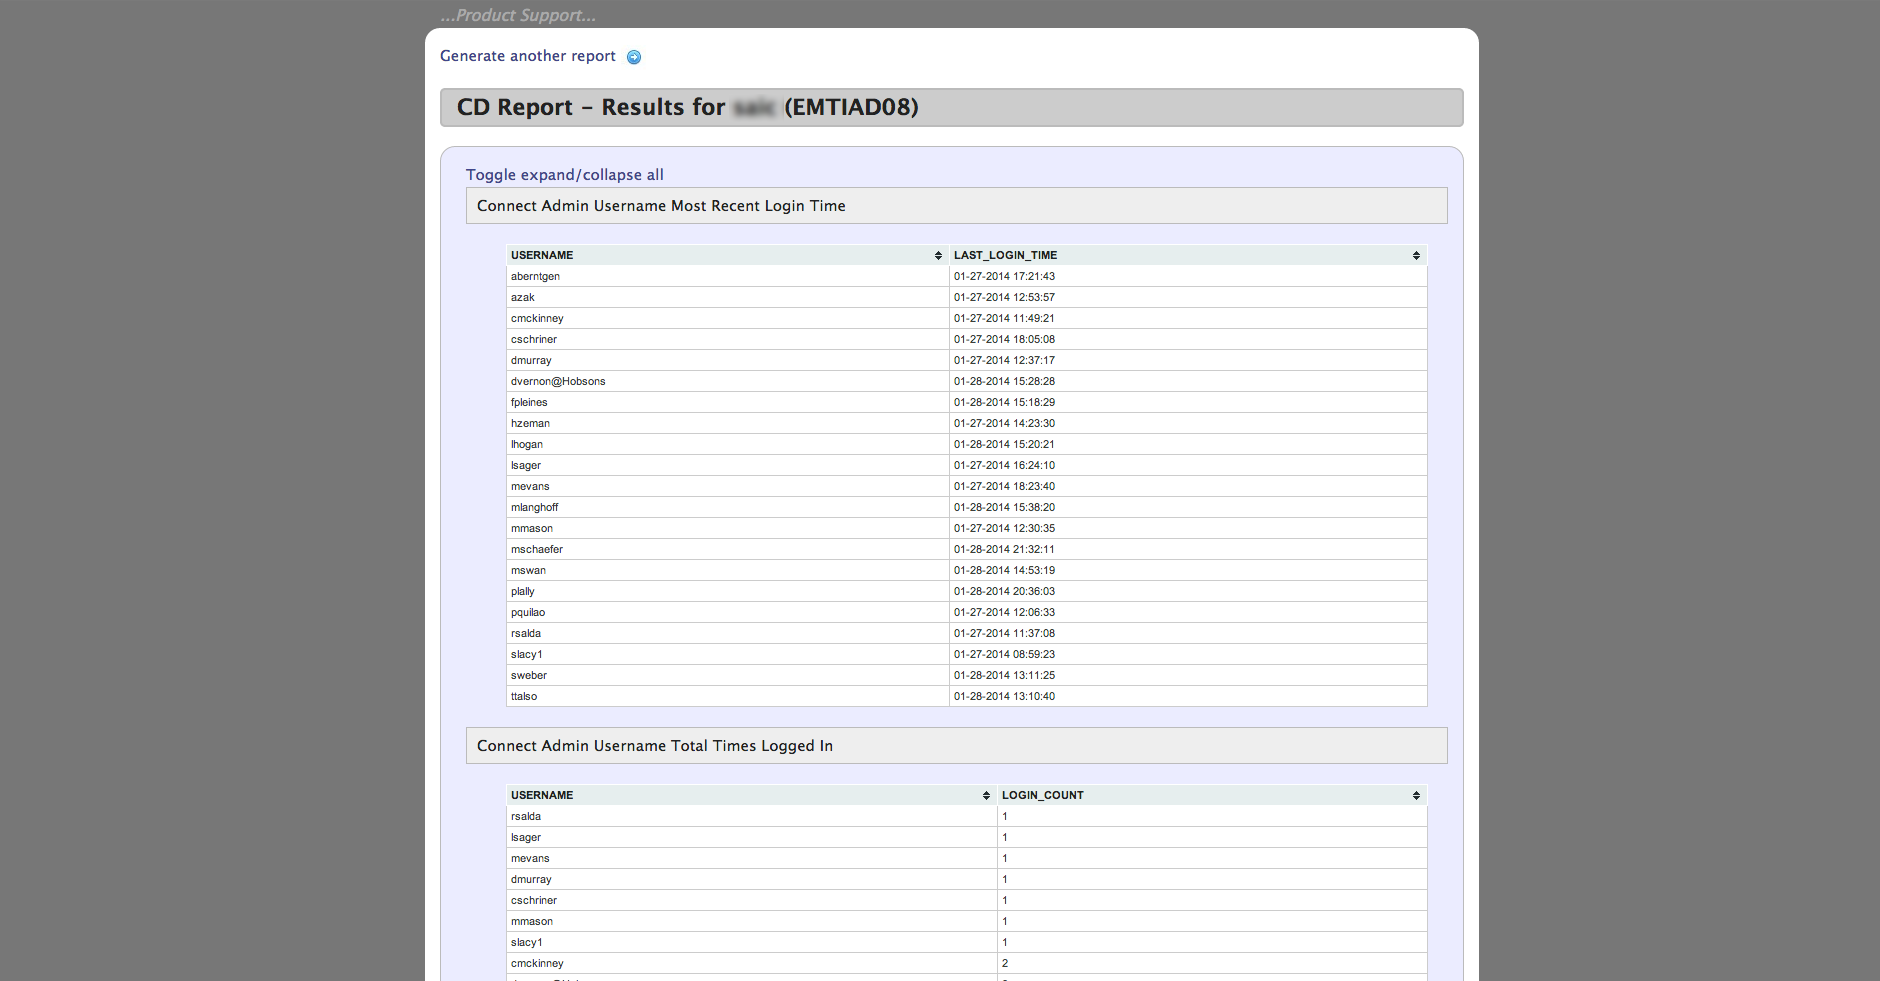 ...Product Support...
Generate another report
CD Report – Results for (EMTIAD08)
Toggle expand/collapse all
Connect Admin Username Most Recent Login Time
USERNAME LAST_LOGIN_TIME
aberntgen 01-27-2014 17:21:43
azak 01-27-2014 12:53:57
cmckinney 01-27-2014 11:49:21
cschriner 01-27-2014 18:05:08
dmurray 01-27-2014 12:37:17
dvernon@Hobsons 01-28-2014 15:28:28
fpleines 01-28-2014 15:18:29
hzeman 01-27-2014 14:23:30
lhogan 01-28-2014 15:20:21
lsager 01-27-2014 16:24:10
mevans 01-27-2014 18:23:40
mlanghoff 01-28-2014 15:38:20
mmason 01-27-2014 12:30:35
mschaefer 01-28-2014 21:32:11
mswan 01-28-2014 14:53:19
plally 01-28-2014 20:36:03
pquilao 01-27-2014 12:06:33
rsalda 01-27-2014 11:37:08
slacy1 01-27-2014 08:59:23
sweber 01-28-2014 13:11:25
ttalso 01-28-2014 13:10:40
Connect Admin Username Total Times Logged In
USERNAME LOGIN_COUNT
rsalda 1
lsager 1
mevans 1
dmurray 1
cschriner 1
mmason 1
slacy1 1
cmckinney 2